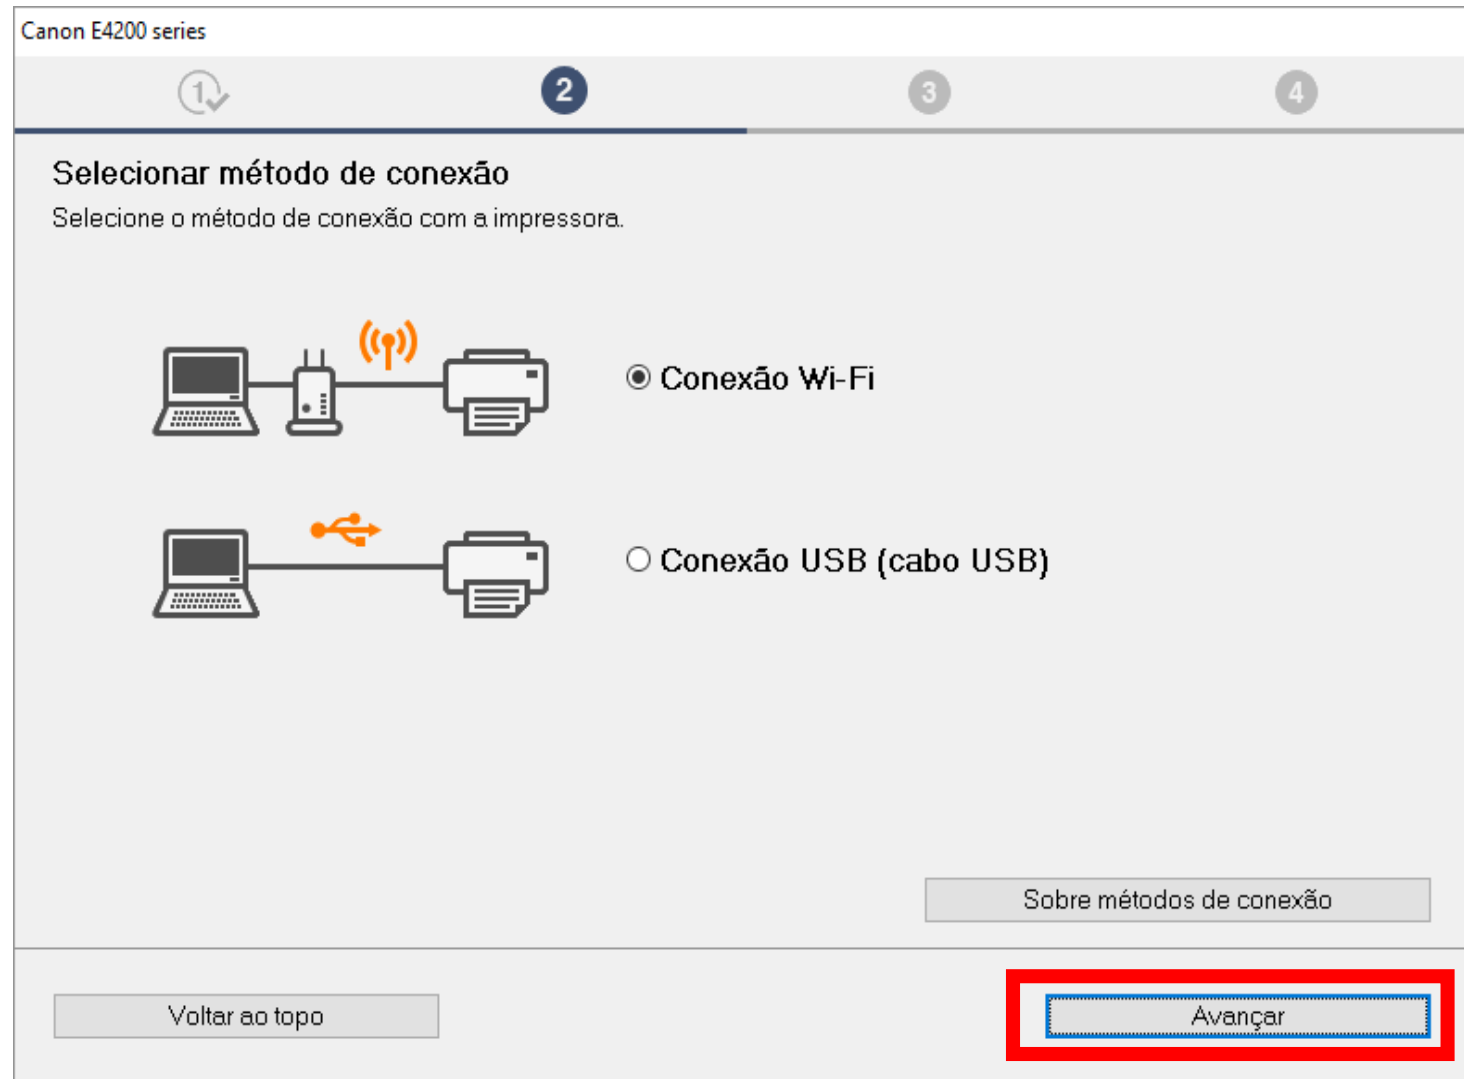 Canon E4200 series
1 2 3 4
Selecionar método de conexão
Selecione o método de conexão com a impressora.
Conexão Wi-Fi
Conexão USB (cabo USB)
Sobre métodos de conexão
Voltar ao topo Avançar